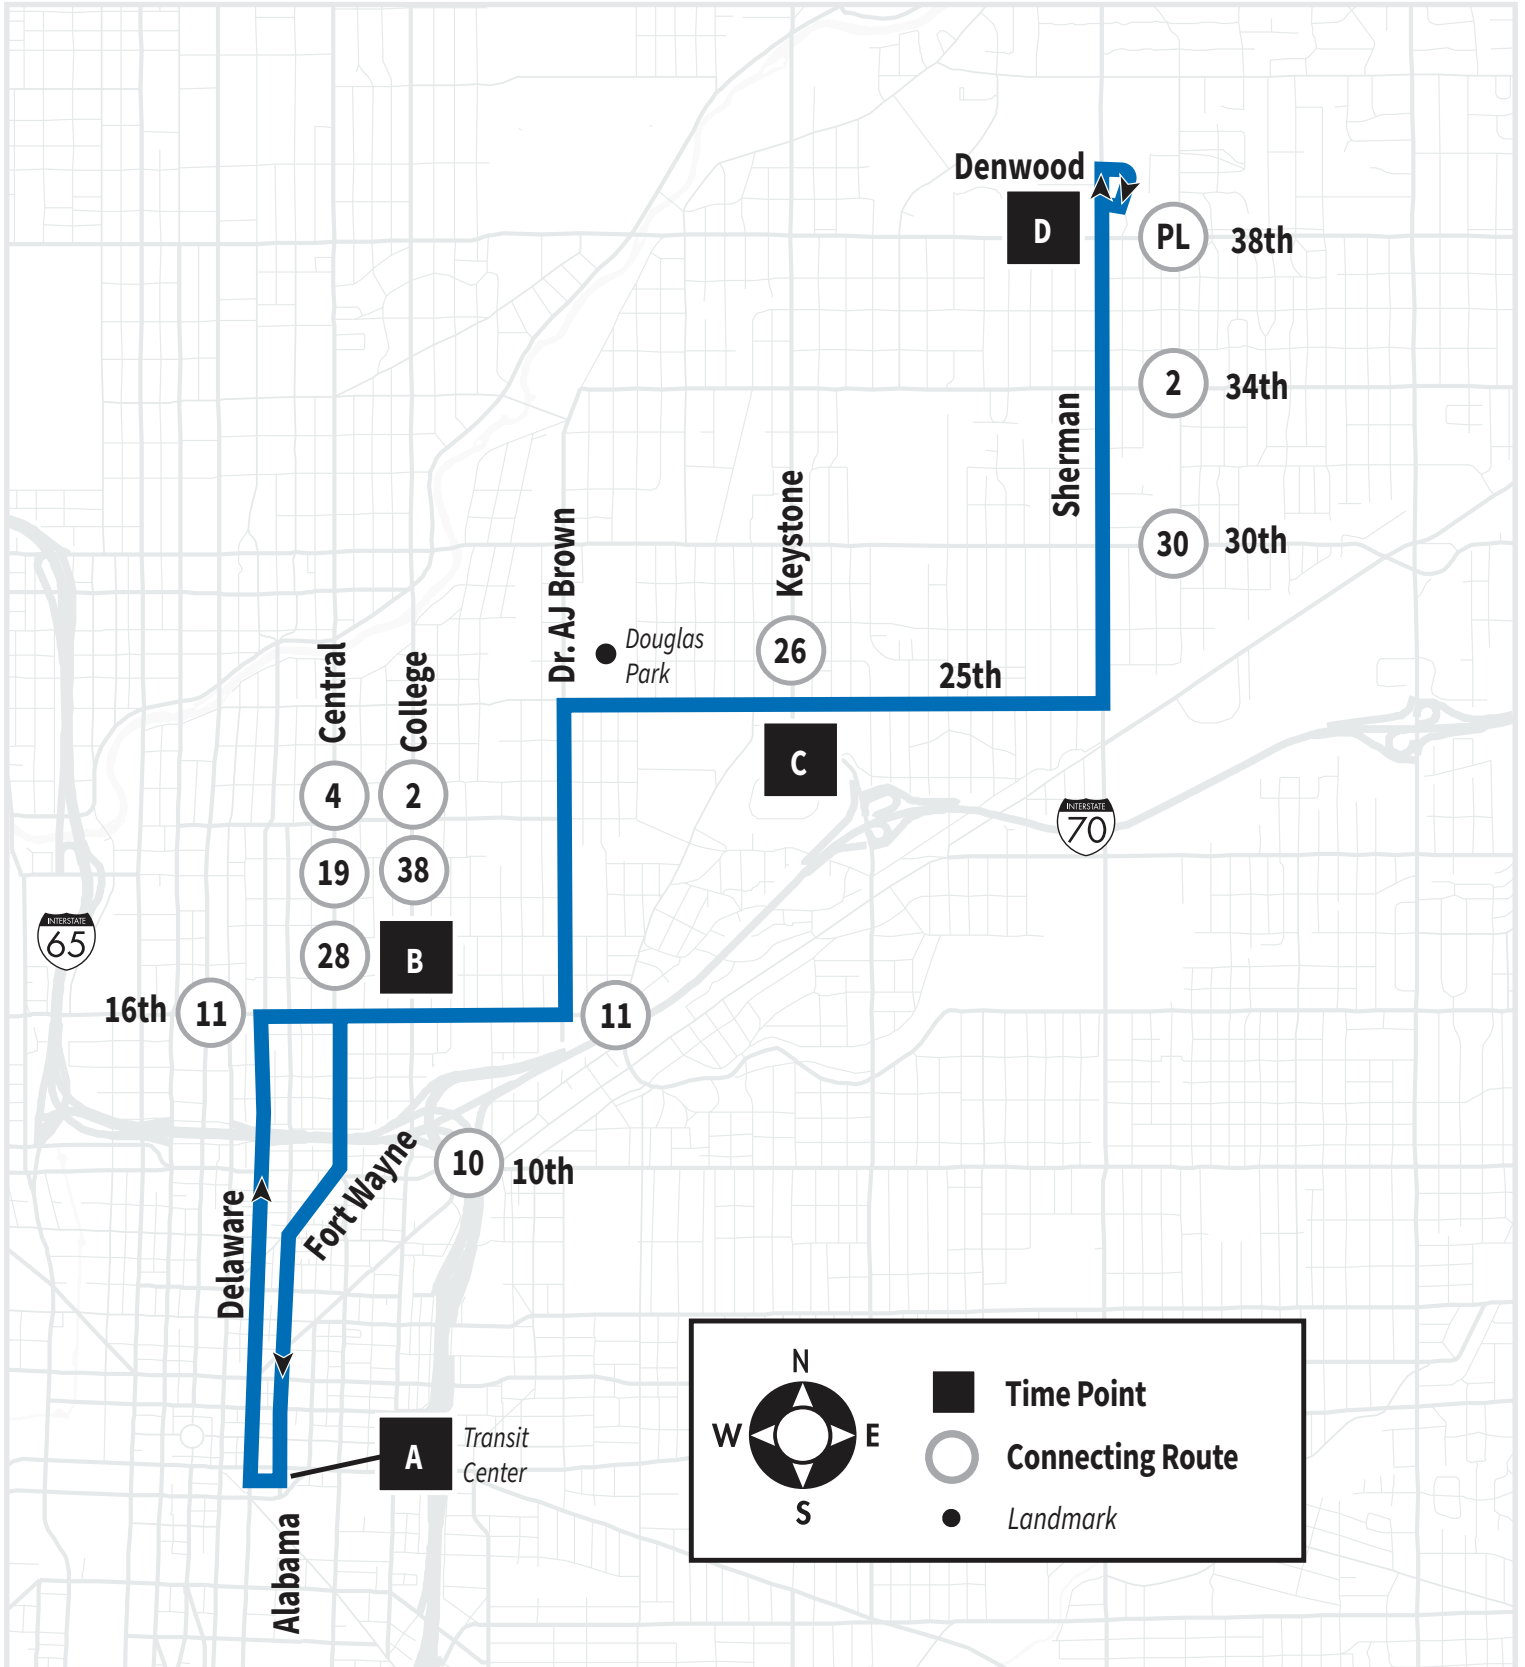 Denwood
D
PL
38th
2
34th
Sherman
30
30th
Keystone
Dr. AJ Brown
Douglas
Park
26
25th
Central
College
C
4
2
INTERSTATE
70
19
38
INTERSTATE
65
28
B
16th
11
11
Fort Wayne
10
10th
Delaware
N
W
E
S
Time Point
Connecting Route
Landmark
A
Transit
Center
Alabama